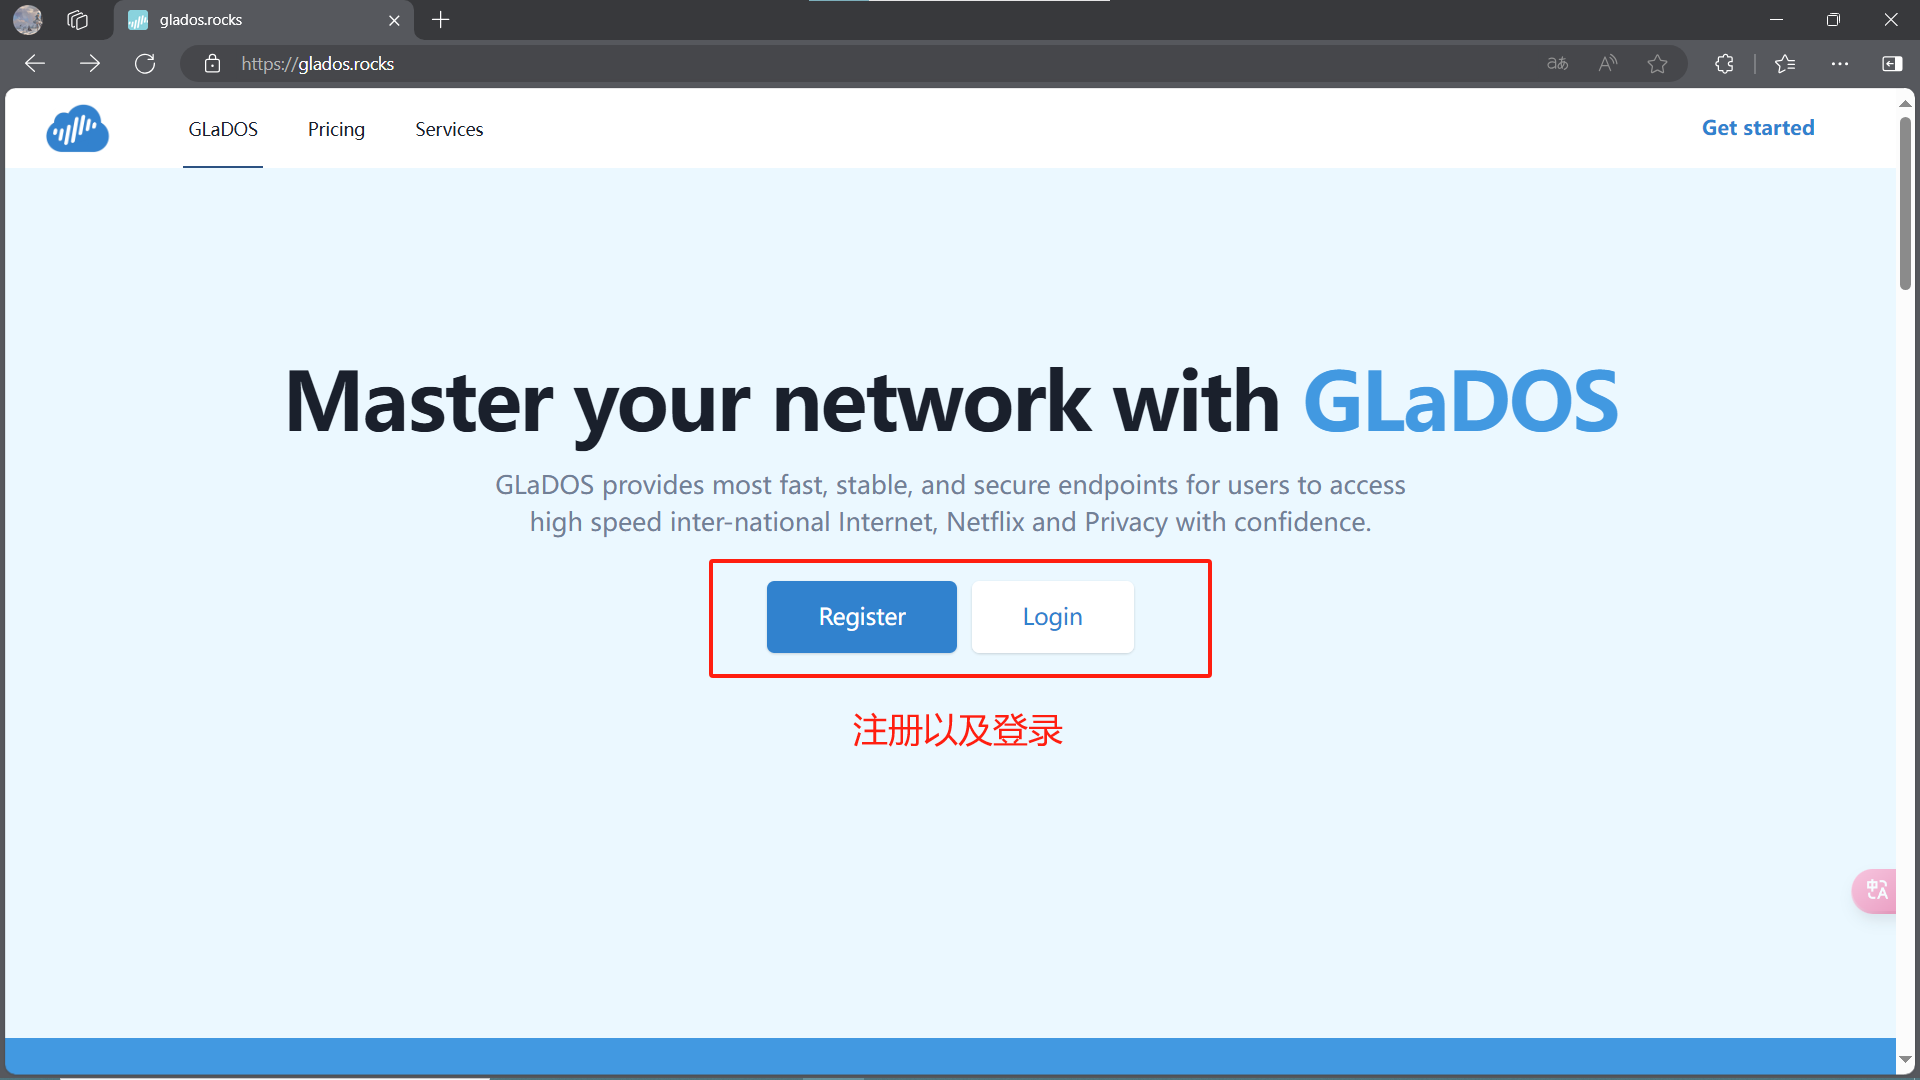 glados.rocks
https://glados.rocks
GLaDOS
Pricing
Services
Get started
Master your network with GLaDOS
GLaDOS provides most fast, stable, and secure endpoints for users to access
high speed inter-national Internet, Netflix and Privacy with confidence.
Register
Login
注册以及登录